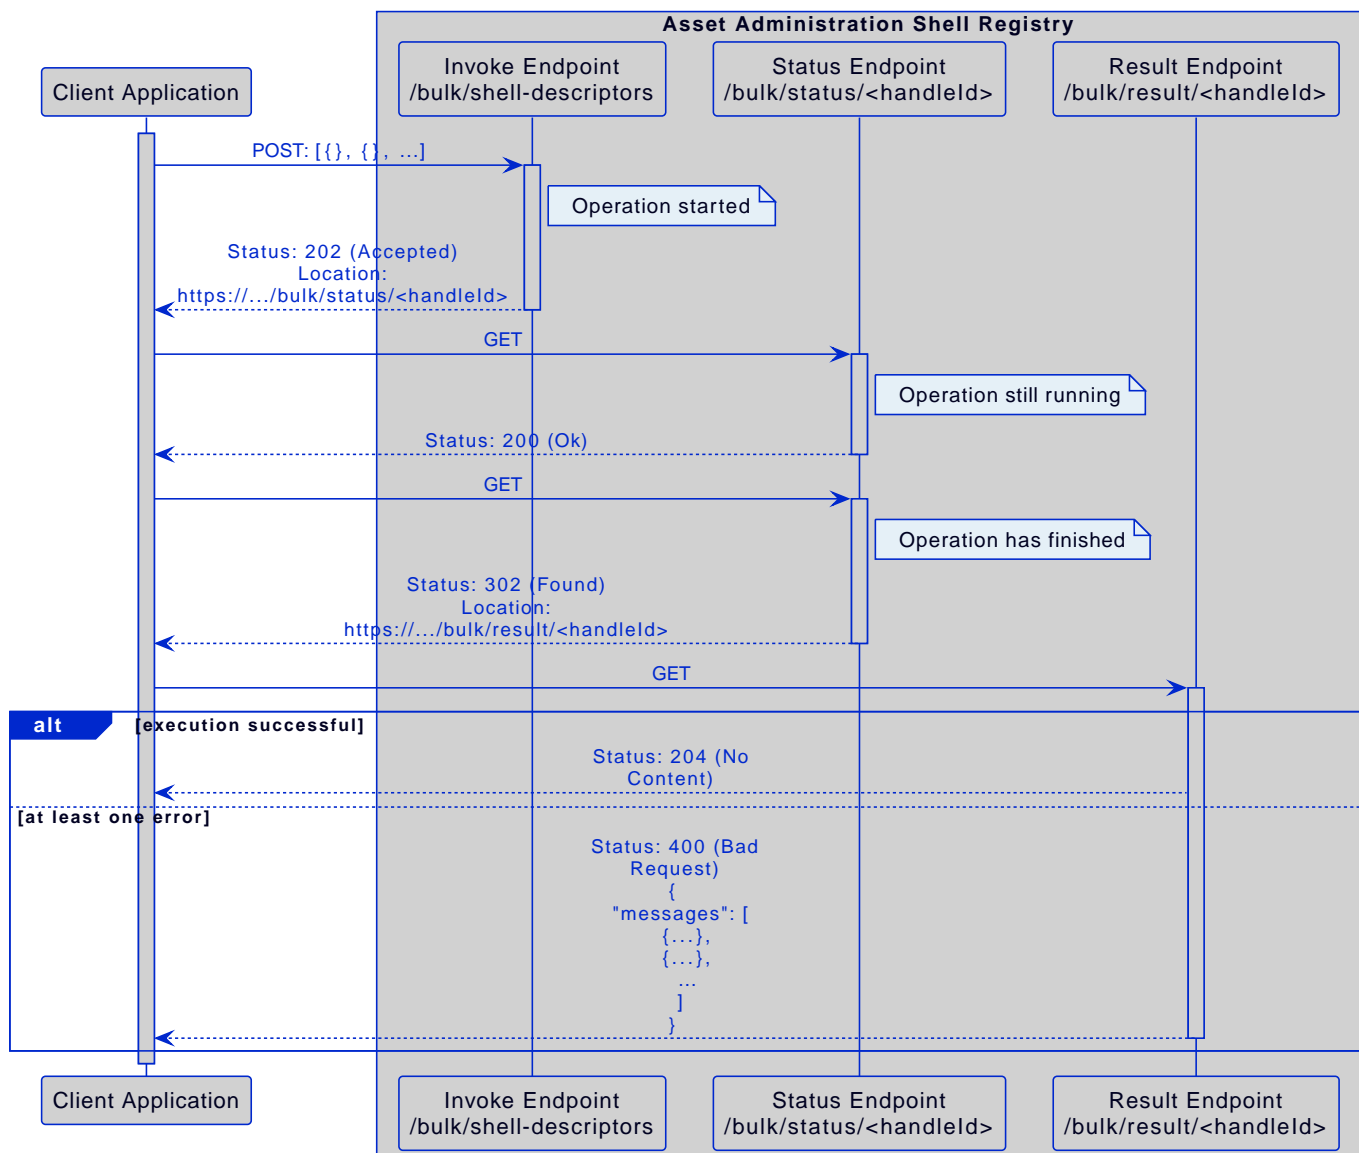 Asset Administration Shell Registry
Client Application
Invoke Endpoint
/bulk/shell-descriptors
Status Endpoint
/bulk/status/<handleId>
Result Endpoint
/bulk/result/<handleId>
POST: [{}, {}, ...]
Operation started
Status: 202 (Accepted)
Location:
https://.../bulk/status/<handleId>
GET
Operation still running
Status: 200 (Ok)
GET
Operation has finished
Status: 302 (Found)
Location:
https://.../bulk/result/<handleId>
GET
alt [execution successful]
Status: 204 (No
Content)
[at least one error]
Status: 400 (Bad
Request)
{
"messages": [
{...},
{...},
...
]
}
Client Application
Invoke Endpoint
/bulk/shell-descriptors
Status Endpoint
/bulk/status/<handleId>
Result Endpoint
/bulk/result/<handleId>